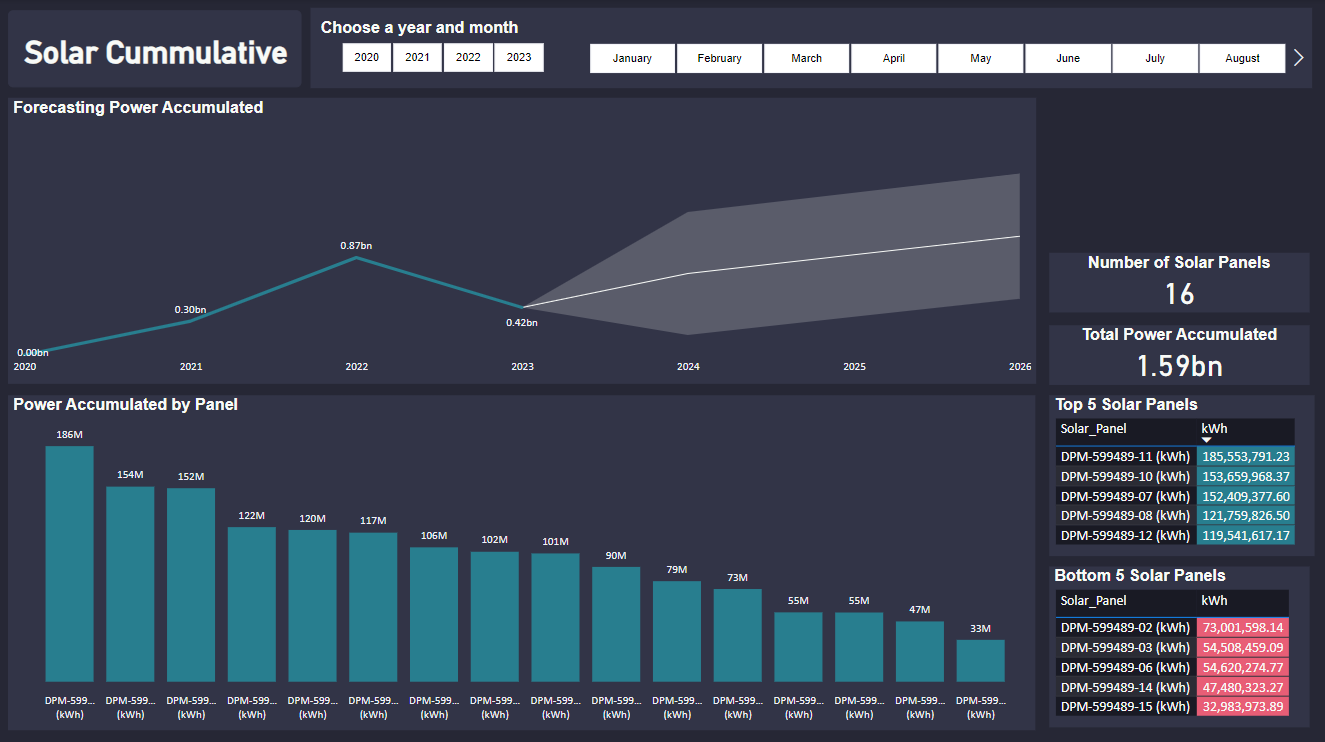 Solar Cummulative
Choose a year and month
2020 2021 2022 2023
January February March April May June July August
Forecasting Power Accumulated
0.87bn
0.30bn
0.42bn
0.00bn
2020 2021 2022 2023 2024 2025 2026
Number of Solar Panels
16
Total Power Accumulated
1.59bn
Power Accumulated by Panel
186M 154M 152M 122M 120M 117M 106M 102M 101M 90M 79M 73M 55M 55M 47M 33M
DPM-599... DPM-599... DPM-599... DPM-599... DPM-599... DPM-599... DPM-599... DPM-599... DPM-599... DPM-599... DPM-599... DPM-599... DPM-599... DPM-599... DPM-599... DPM-599...
(kWh) (kWh) (kWh) (kWh) (kWh) (kWh) (kWh) (kWh) (kWh) (kWh) (kWh) (kWh) (kWh) (kWh) (kWh) (kWh)
Top 5 Solar Panels
Solar_Panel kWh
DPM-599489-11 (kWh) 185,553,791.23
DPM-599489-10 (kWh) 153,659,968.37
DPM-599489-07 (kWh) 152,409,377.60
DPM-599489-08 (kWh) 121,759,826.50
DPM-599489-12 (kWh) 119,541,617.17
Bottom 5 Solar Panels
Solar_Panel kWh
DPM-599489-02 (kWh) 73,001,598.14
DPM-599489-03 (kWh) 54,508,459.09
DPM-599489-06 (kWh) 54,620,274.77
DPM-599489-14 (kWh) 47,480,323.27
DPM-599489-15 (kWh) 32,983,973.89